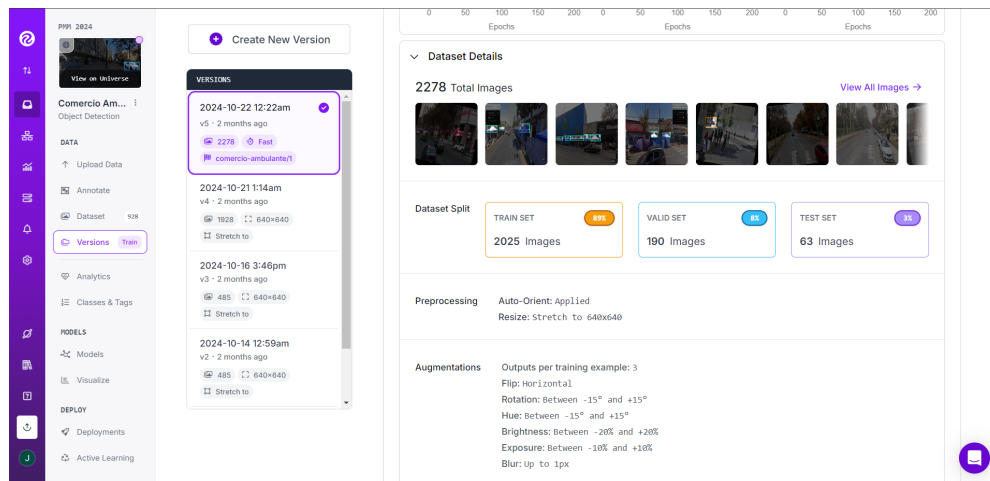 PMM 2024
View on Universe
Comercio Am...
Object Detection
DATA
Upload Data
Annotate
Dataset 928
Versions Train
Analytics
Classes & Tags
MODELS
Models
Visualize
DEPLOY
Deployments
Active Learning
J
Create New Version
VERSIONS
2024-10-22 12:22am
v5 · 2 months ago
2278 Fast
comercio-ambulante/1
2024-10-21 1:14am
v4 · 2 months ago
1928 640×640
Stretch to
2024-10-16 3:46pm
v3 · 2 months ago
485 640×640
Stretch to
2024-10-14 12:59am
v2 · 2 months ago
485 640×640
Stretch to
0 50 100 150 200 0 50 100 150 200 0 50 100 150 200
Epochs Epochs Epochs
Dataset Details
2278 Total Images
View All Images →
Dataset Split
TRAIN SET 89%
2025 Images
VALID SET 8%
190 Images
TEST SET 3%
63 Images
Preprocessing
Auto-Orient: Applied
Resize: Stretch to 640x640
Augmentations
Outputs per training example: 3
Flip: Horizontal
Rotation: Between -15° and +15°
Hue: Between -15° and +15°
Brightness: Between -20% and +20%
Exposure: Between -10% and +10%
Blur: Up to 1px